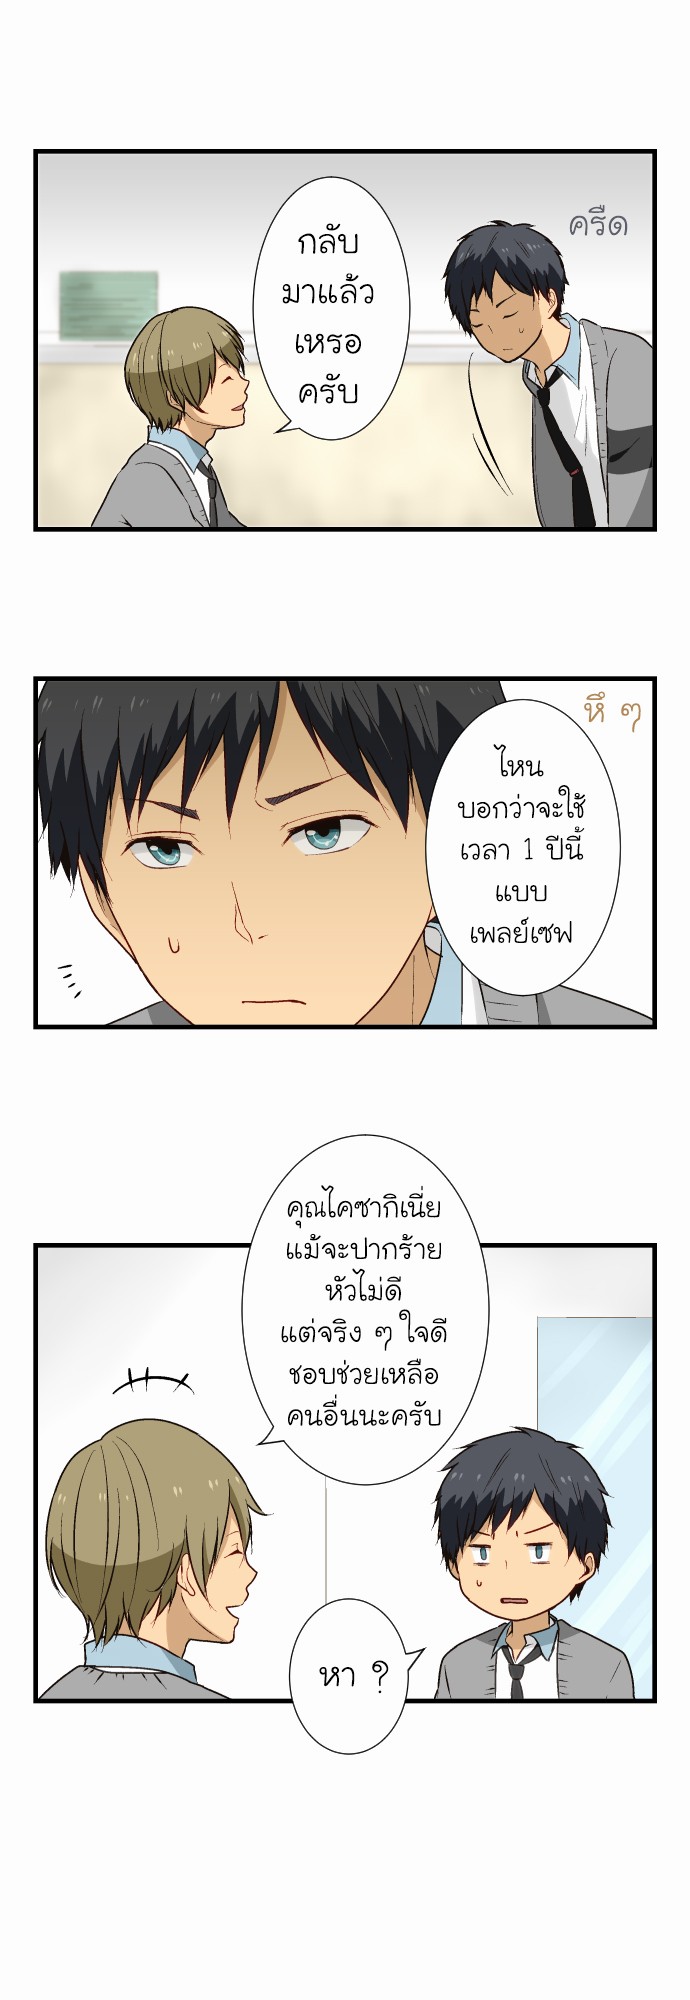 กลับ
มาแล้ว
เหรอ
ครับ
ครืด
หึ ๆ
ไหน
บอกว่าจะใช้
เวลา 1 ปีนี้
แบบ
เพลย์เซฟ
คุณไคซากิเนี่ย
แม้จะปากร้าย
หัวไม่ดี
แต่จริง ๆ ใจดี
ชอบช่วยเหลือ
คนอื่นนะครับ
หา ?